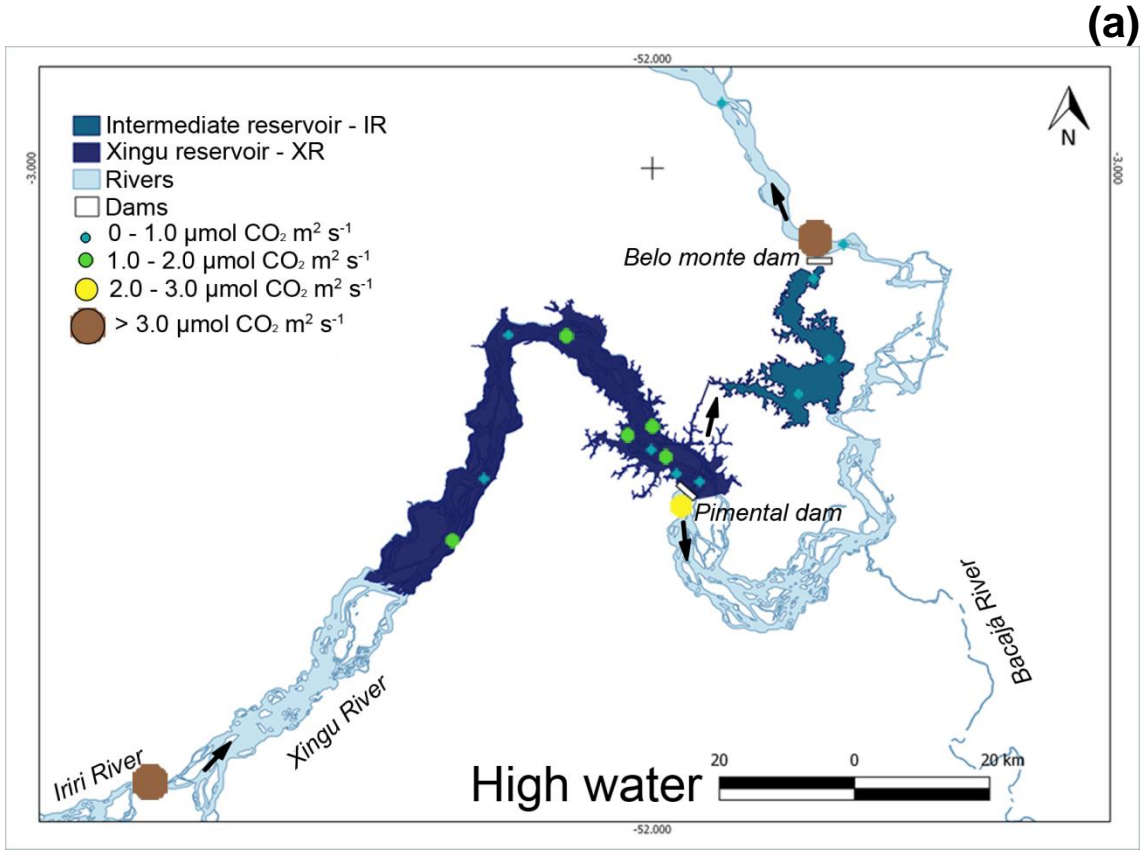 (a)
-52.000
Intermediate reservoir - IR
Xingu reservoir - XR
Rivers
Dams
0 - 1.0 µmol CO₂ m² s⁻¹
1.0 - 2.0 µmol CO₂ m² s⁻¹
2.0 - 3.0 µmol CO₂ m² s⁻¹
> 3.0 µmol CO₂ m² s⁻¹
-3.000
N
-3.000
Belo monte dam
Pimental dam
Bacajá River
Xingu River
Iriri River
High water
20 0 20 km
-52.000